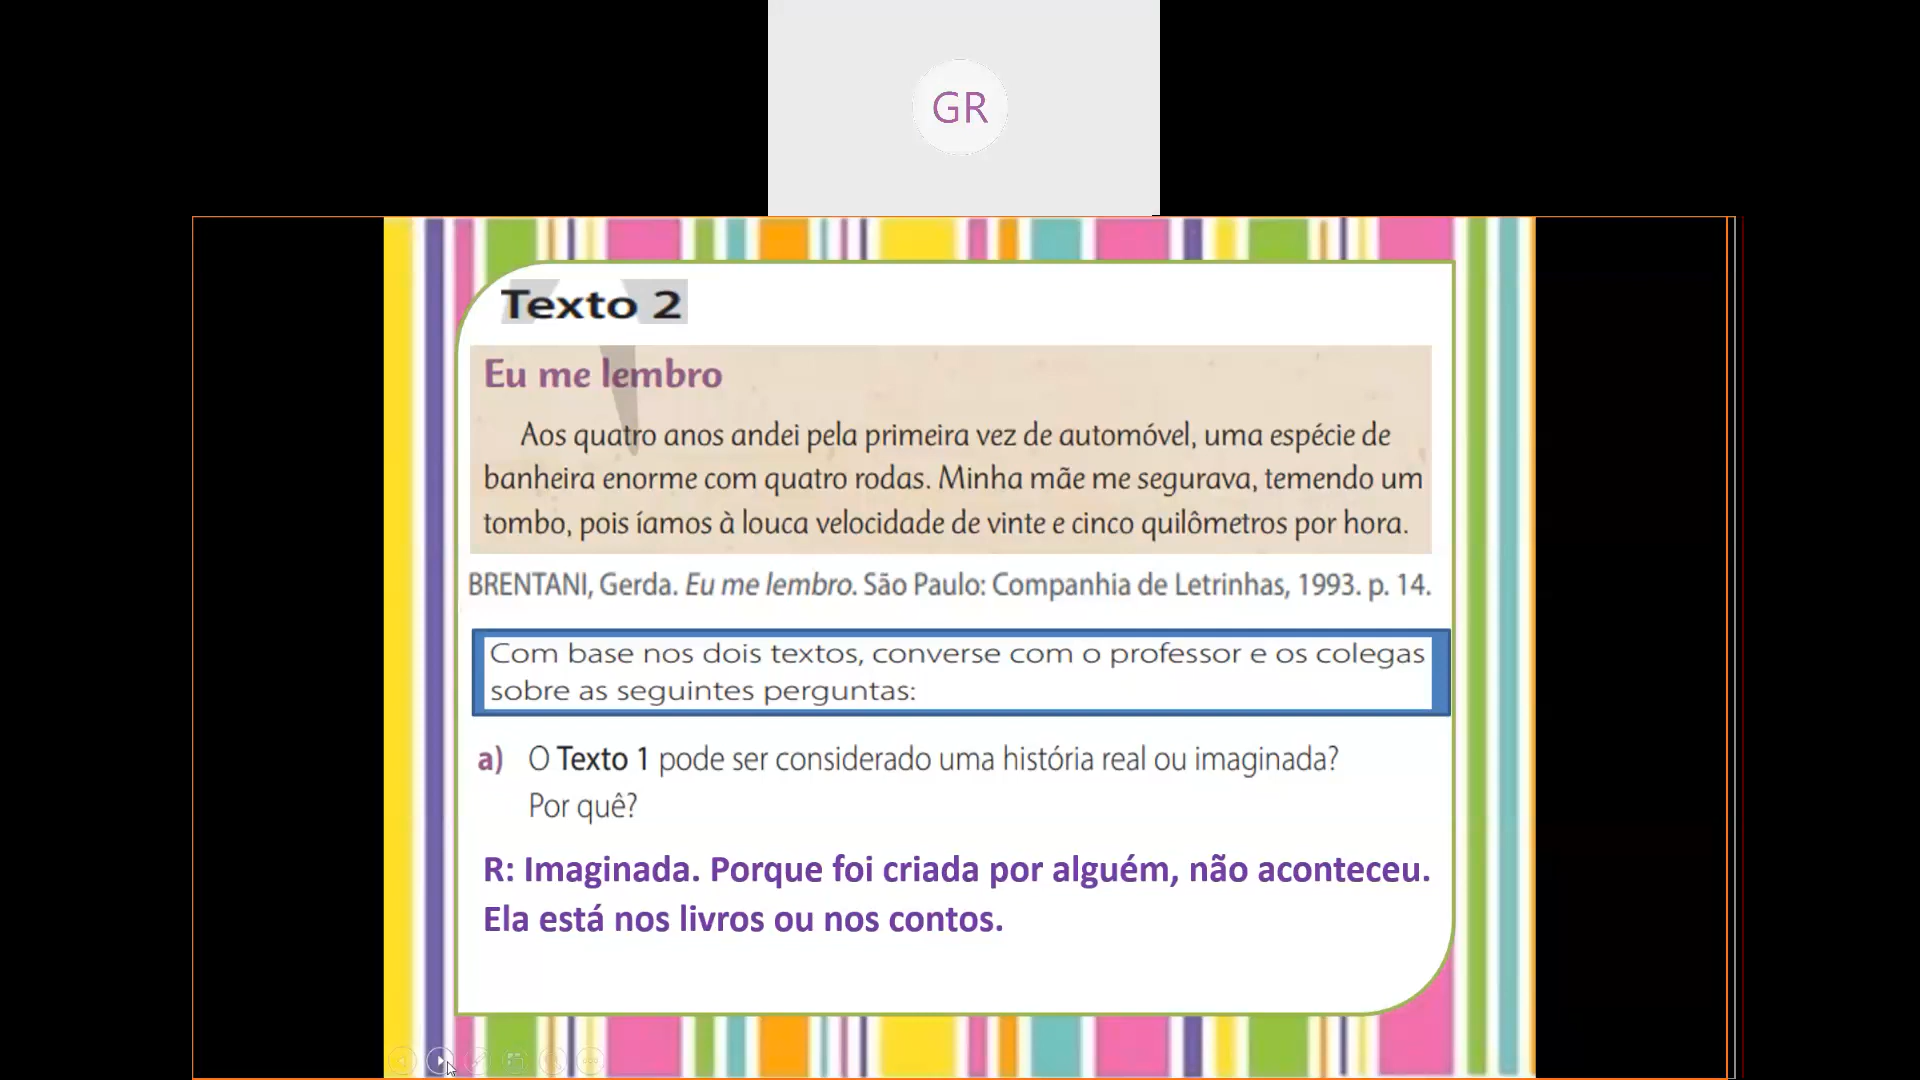 GR
Texto 2
Eu me lembro
Aos quatro anos andei pela primeira vez de automóvel, uma espécie de
banheira enorme com quatro rodas. Minha mãe me segurava, temendo um
tombo, pois íamos à louca velocidade de vinte e cinco quilômetros por hora.
BRENTANI, Gerda. Eu me lembro. São Paulo: Companhia de Letrinhas, 1993. p. 14.
Com base nos dois textos, converse com o professor e os colegas
sobre as seguintes perguntas:
a) O Texto 1 pode ser considerado uma história real ou imaginada?
Por quê?
R: Imaginada. Porque foi criada por alguém, não aconteceu.
Ela está nos livros ou nos contos.